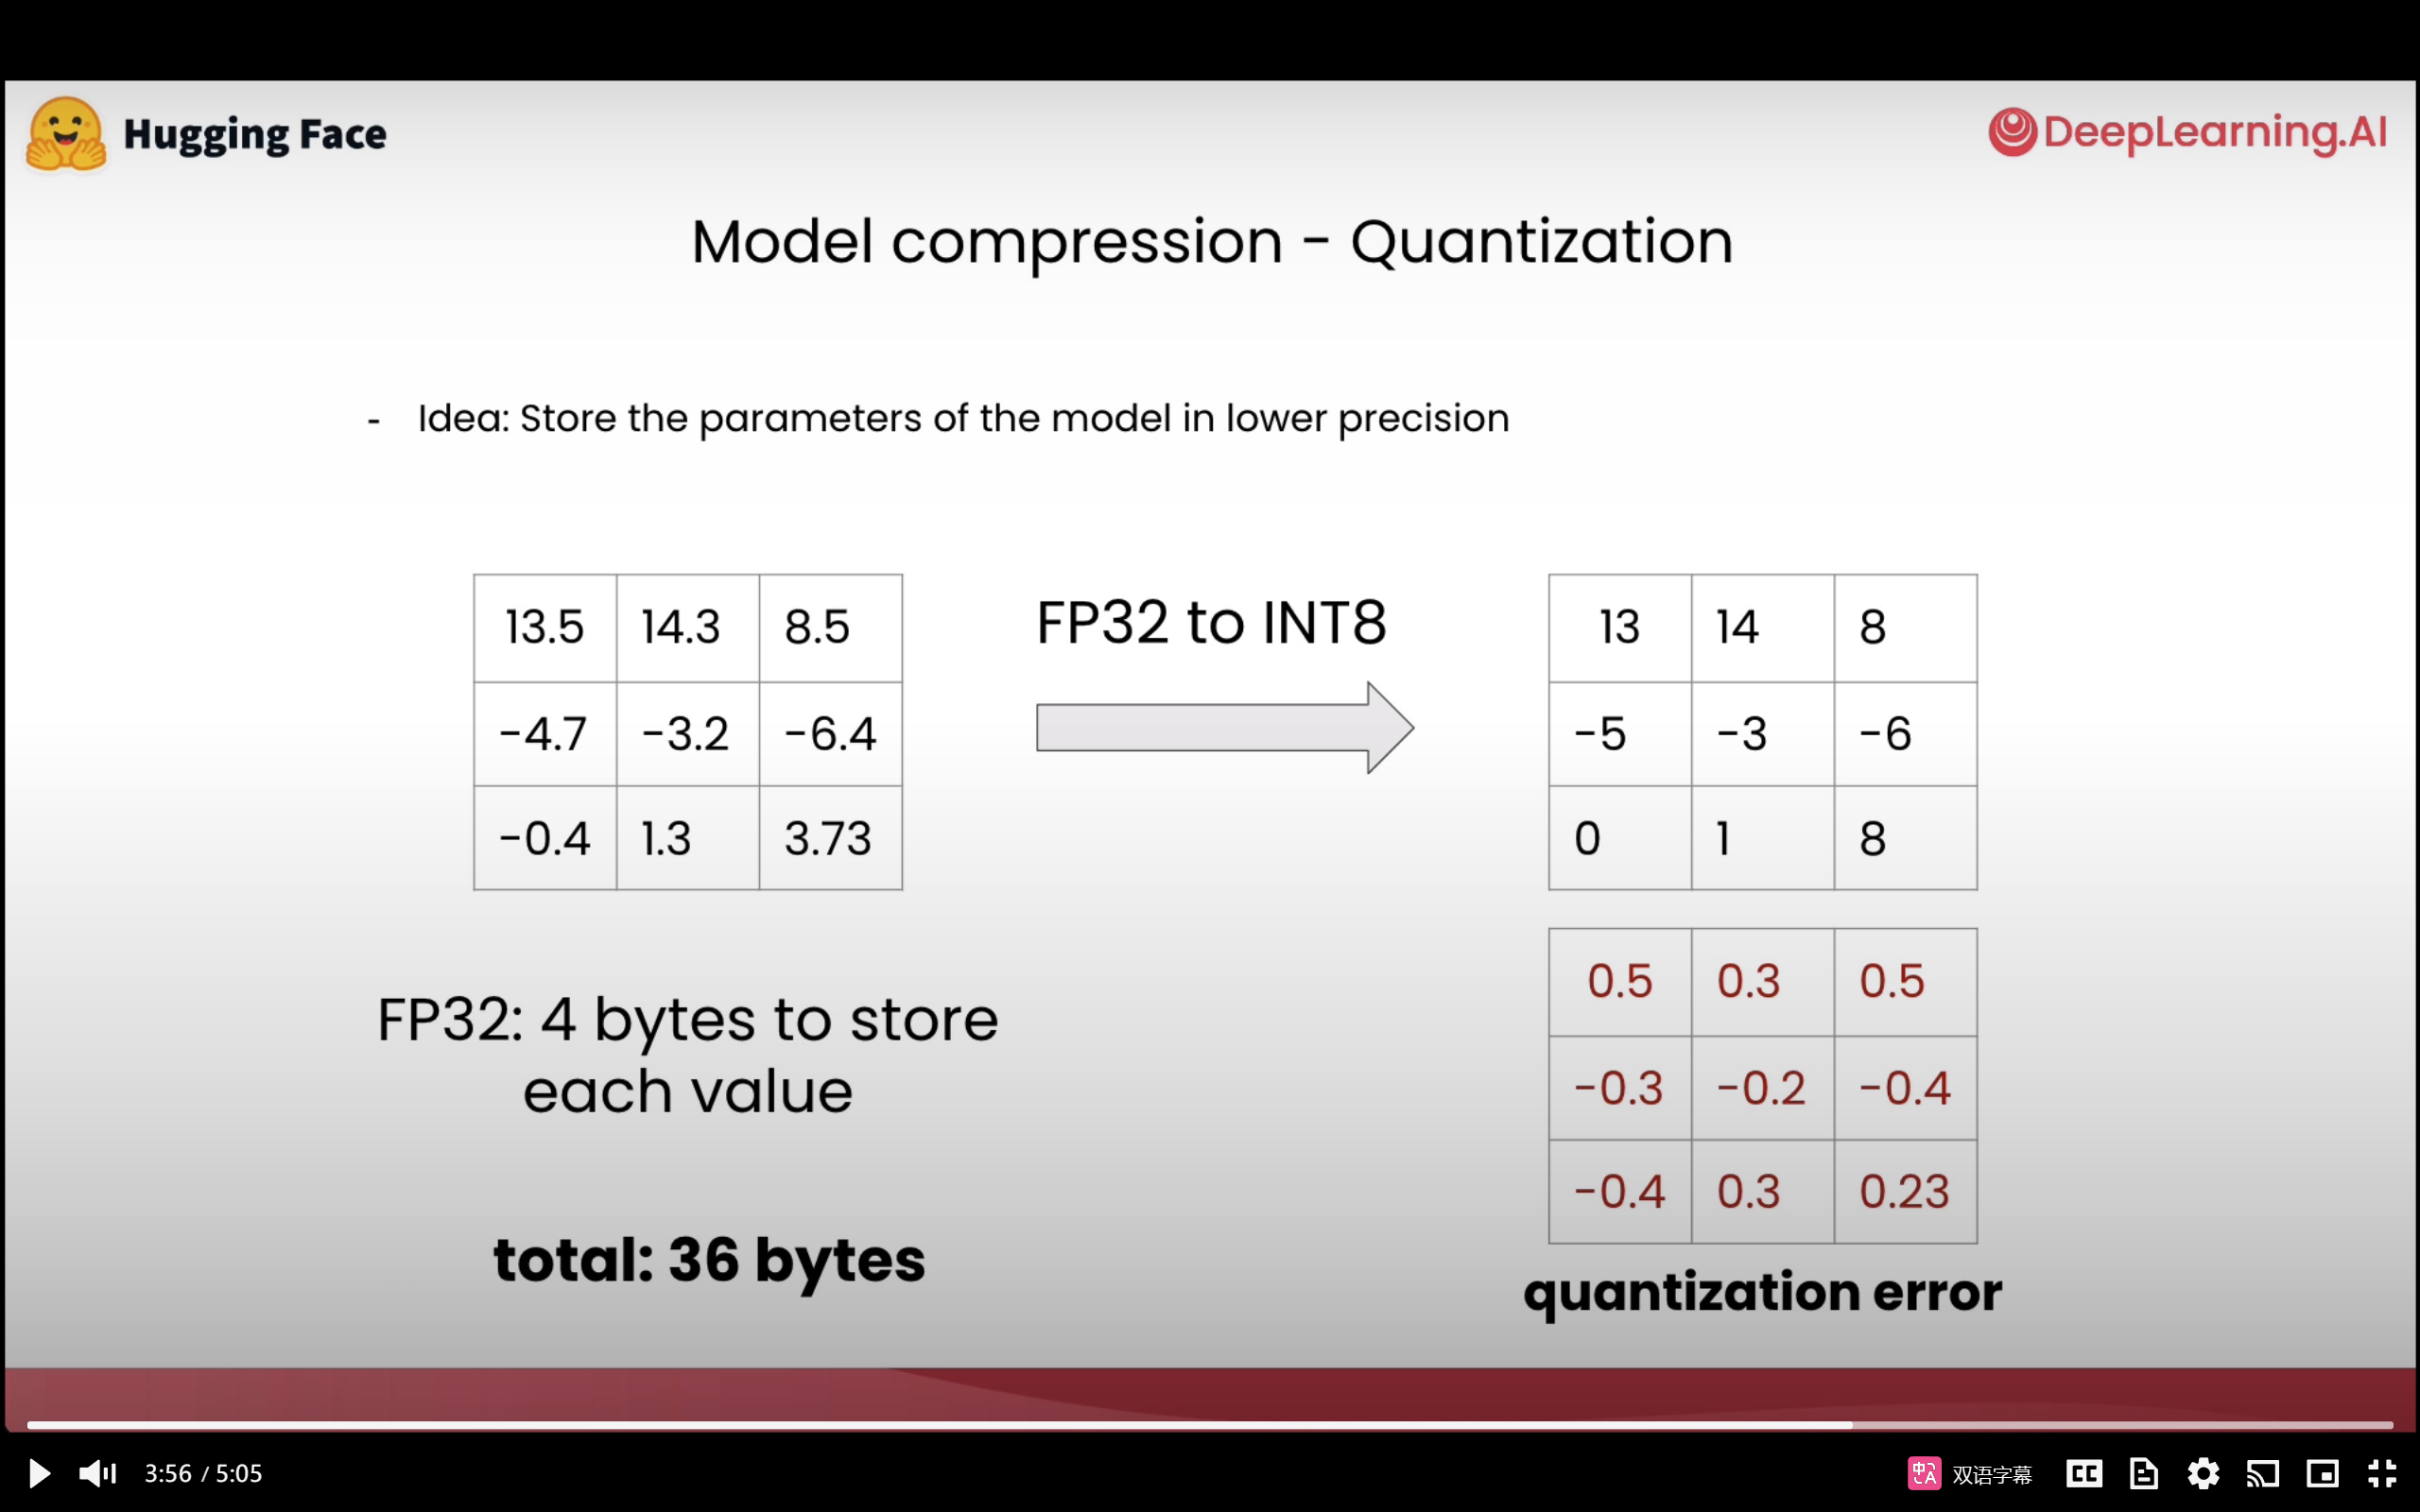 Hugging Face
DeepLearning.AI
Model compression - Quantization
- Idea: Store the parameters of the model in lower precision
13.5 14.3 8.5
-4.7 -3.2 -6.4
-0.4 1.3 3.73
FP32 to INT8
13 14 8
-5 -3 -6
0 1 8
FP32: 4 bytes to store
each value
total: 36 bytes
0.5 0.3 0.5
-0.3 -0.2 -0.4
-0.4 0.3 0.23
quantization error
3:56 / 5:05
中A 双语字幕 CC